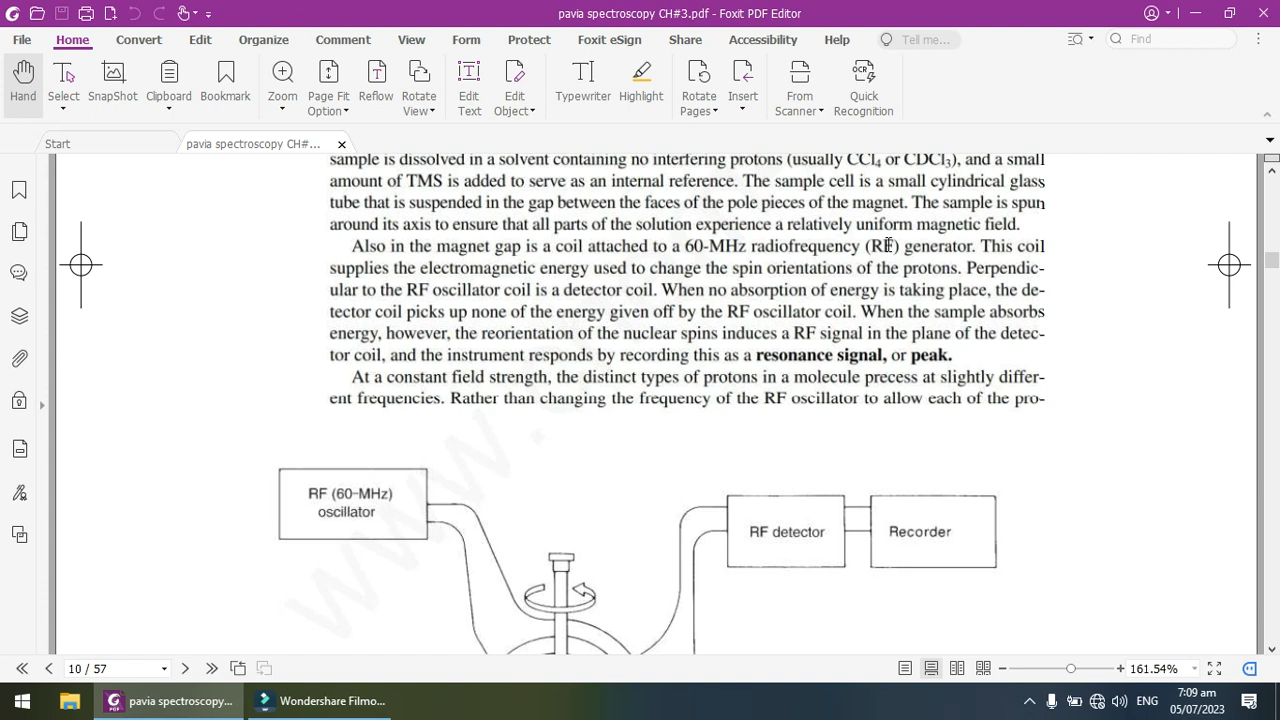 pavia spectroscopy CH#3.pdf - Foxit PDF Editor
File Home Convert Edit Organize Comment View Form Protect Foxit eSign Share Accessibility Help Tell me... Find
Hand Select SnapShot Clipboard Bookmark Zoom Page Fit Option Reflow Rotate View Edit Text Edit Object Typewriter Highlight Rotate Pages Insert From Scanner OCR Quick Recognition
Start pavia spectroscopy CH#...
sample is dissolved in a solvent containing no interfering protons (usually CCl₄ or CDCl₃), and a small
amount of TMS is added to serve as an internal reference. The sample cell is a small cylindrical glass
tube that is suspended in the gap between the faces of the pole pieces of the magnet. The sample is spun
around its axis to ensure that all parts of the solution experience a relatively uniform magnetic field.
Also in the magnet gap is a coil attached to a 60-MHz radiofrequency (RF) generator. This coil
supplies the electromagnetic energy used to change the spin orientations of the protons. Perpendic-
ular to the RF oscillator coil is a detector coil. When no absorption of energy is taking place, the de-
tector coil picks up none of the energy given off by the RF oscillator coil. When the sample absorbs
energy, however, the reorientation of the nuclear spins induces a RF signal in the plane of the detec-
tor coil, and the instrument responds by recording this as a resonance signal, or peak.
At a constant field strength, the distinct types of protons in a molecule precess at slightly differ-
ent frequencies. Rather than changing the frequency of the RF oscillator to allow each of the pro-
RF (60-MHz)
oscillator
RF detector
Recorder
10 / 57
161.54%
pavia spectroscopy... Wondershare Filmo...
ENG
7:09 am
05/07/2023